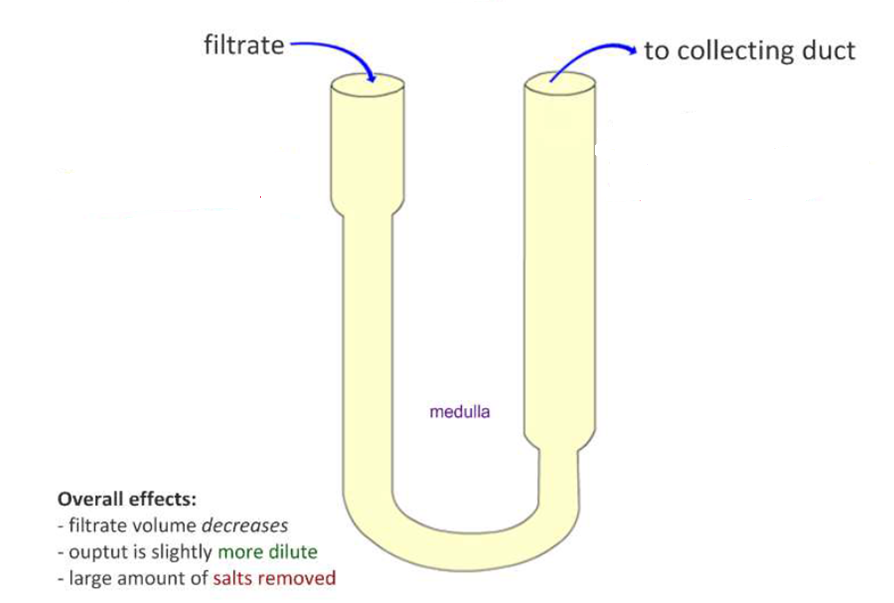 filtrate
to collecting duct
medulla
Overall effects:
- filtrate volume decreases
- ouptut is slightly more dilute
- large amount of salts removed